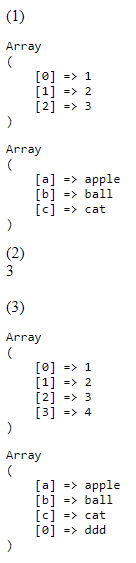 (1)
Array
(
    [0] => 1
    [1] => 2
    [2] => 3
)
Array
(
    [a] => apple
    [b] => ball
    [c] => cat
)
(2)
3
(3)
Array
(
    [0] => 1
    [1] => 2
    [2] => 3
    [3] => 4
)
Array
(
    [a] => apple
    [b] => ball
    [c] => cat
    [0] => ddd
)